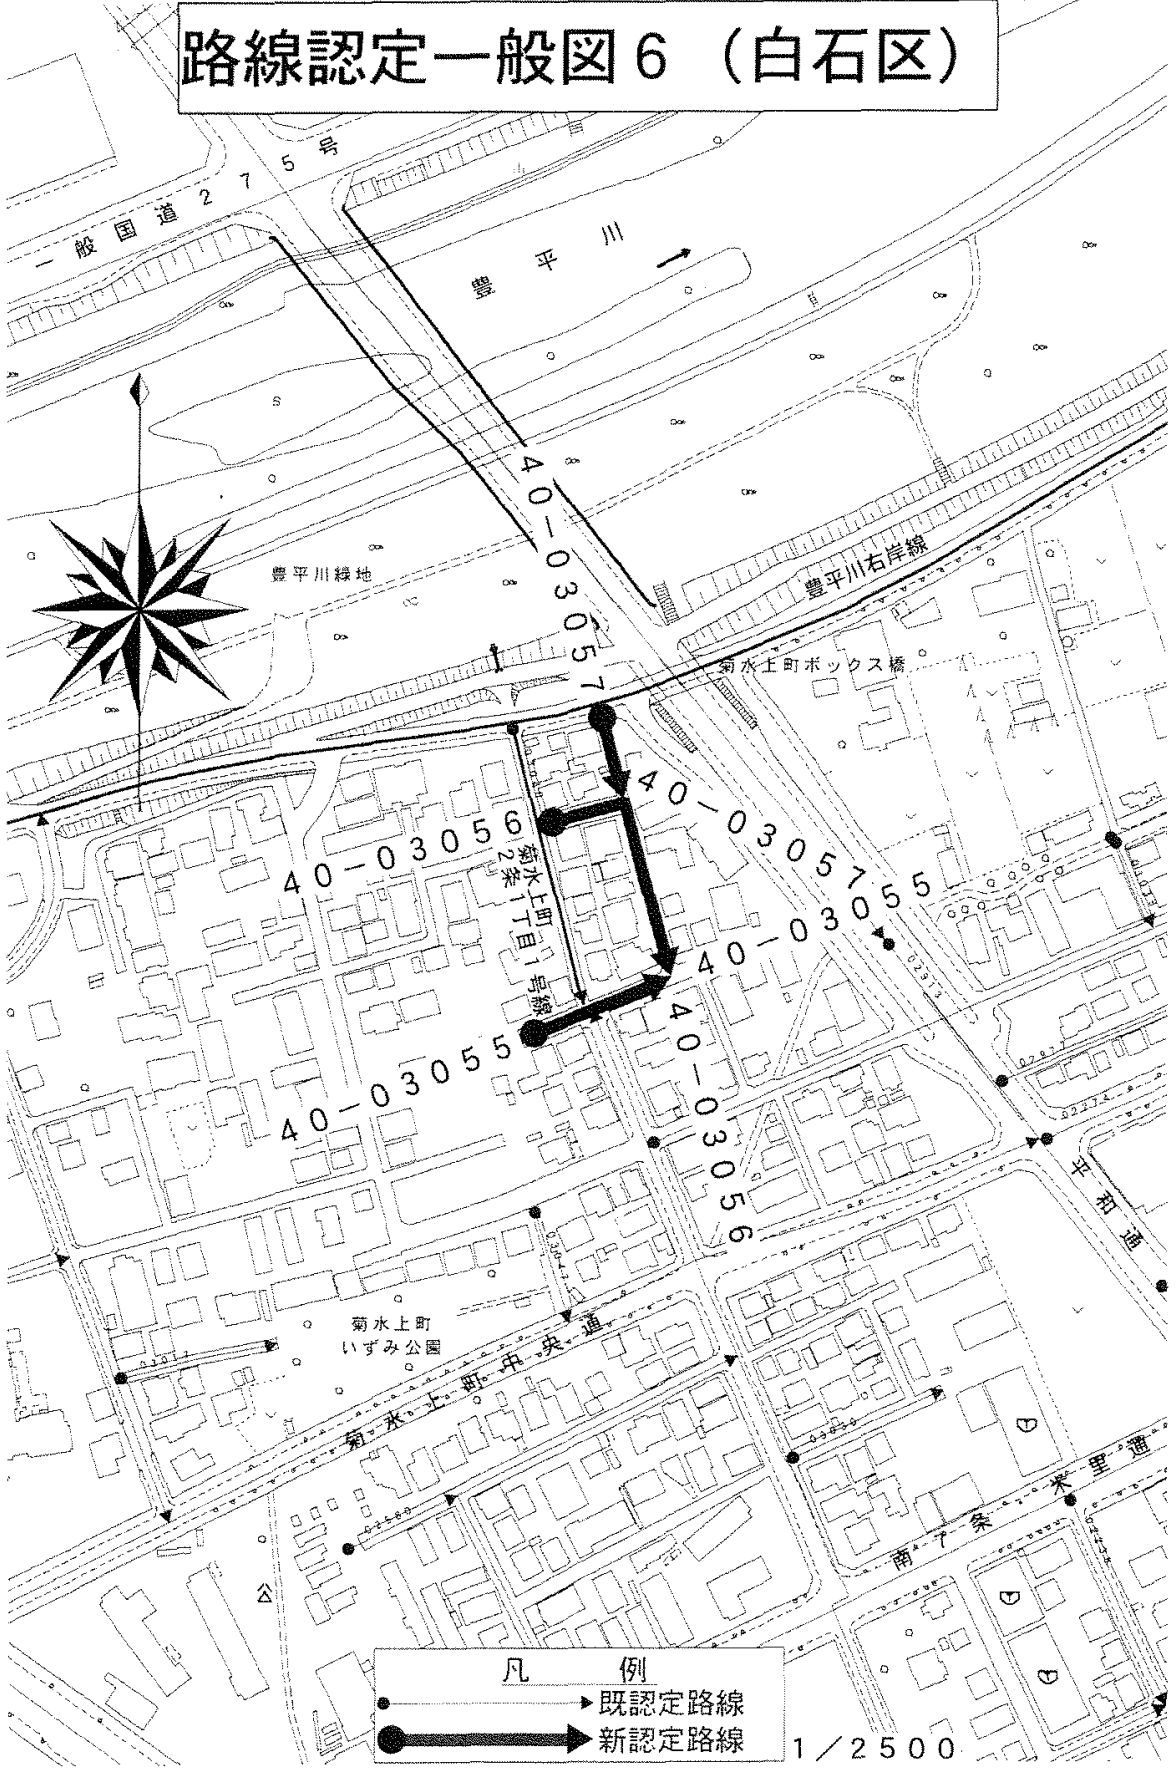 路線認定一般図6（白石区）
一般国道275号
豊平川
40-03057
豊平川緑地
豊平川右岸線
菊水上町ボックス橋
40-03057
40-03056
菊水上町
2条1丁目1号線
40-03055
40-03055
40-03056
02274
平和通
菊水上町
いずみ公園
菊水上町中央通
米里通
南7条
凡　例
既認定路線
新認定路線
1/2500